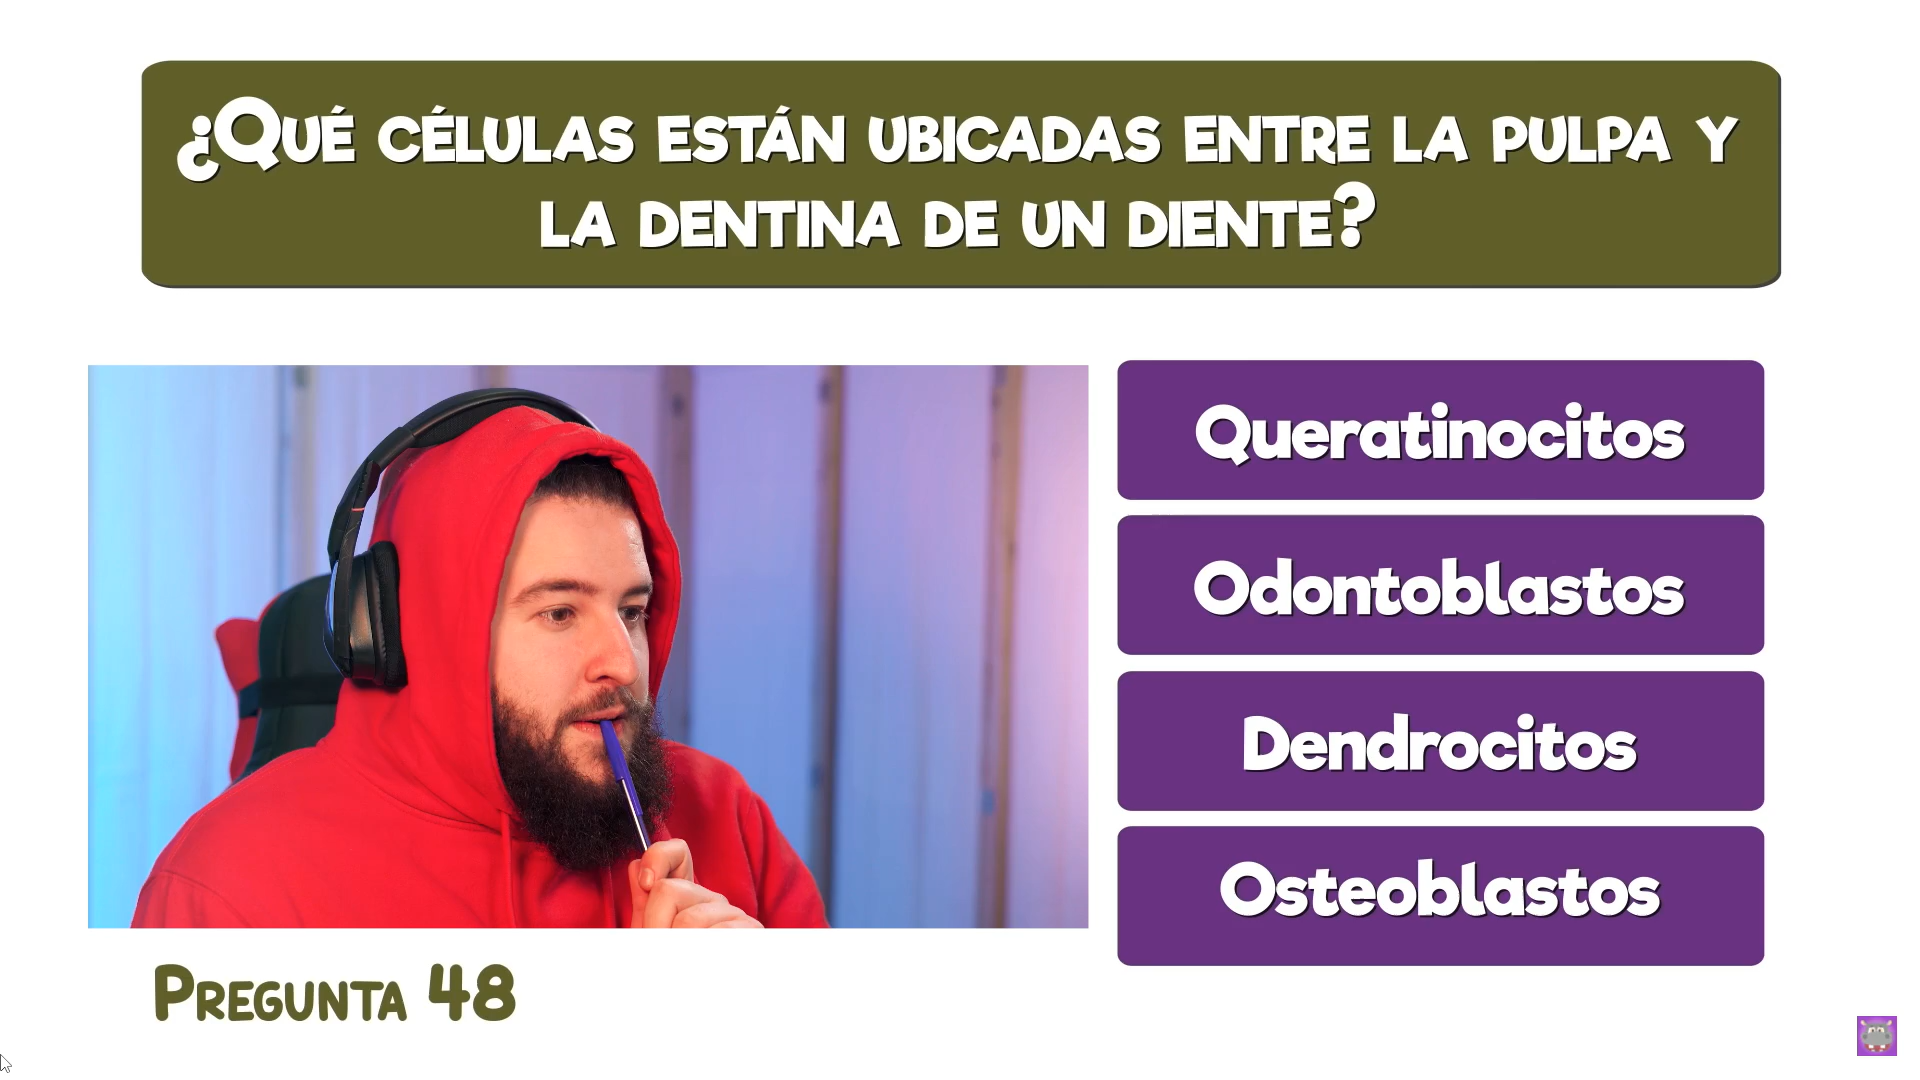 ¿Qué células están ubicadas entre la pulpa y
la dentina de un diente?
Queratinocitos
Odontoblastos
Dendrocitos
Osteoblastos
Pregunta 48